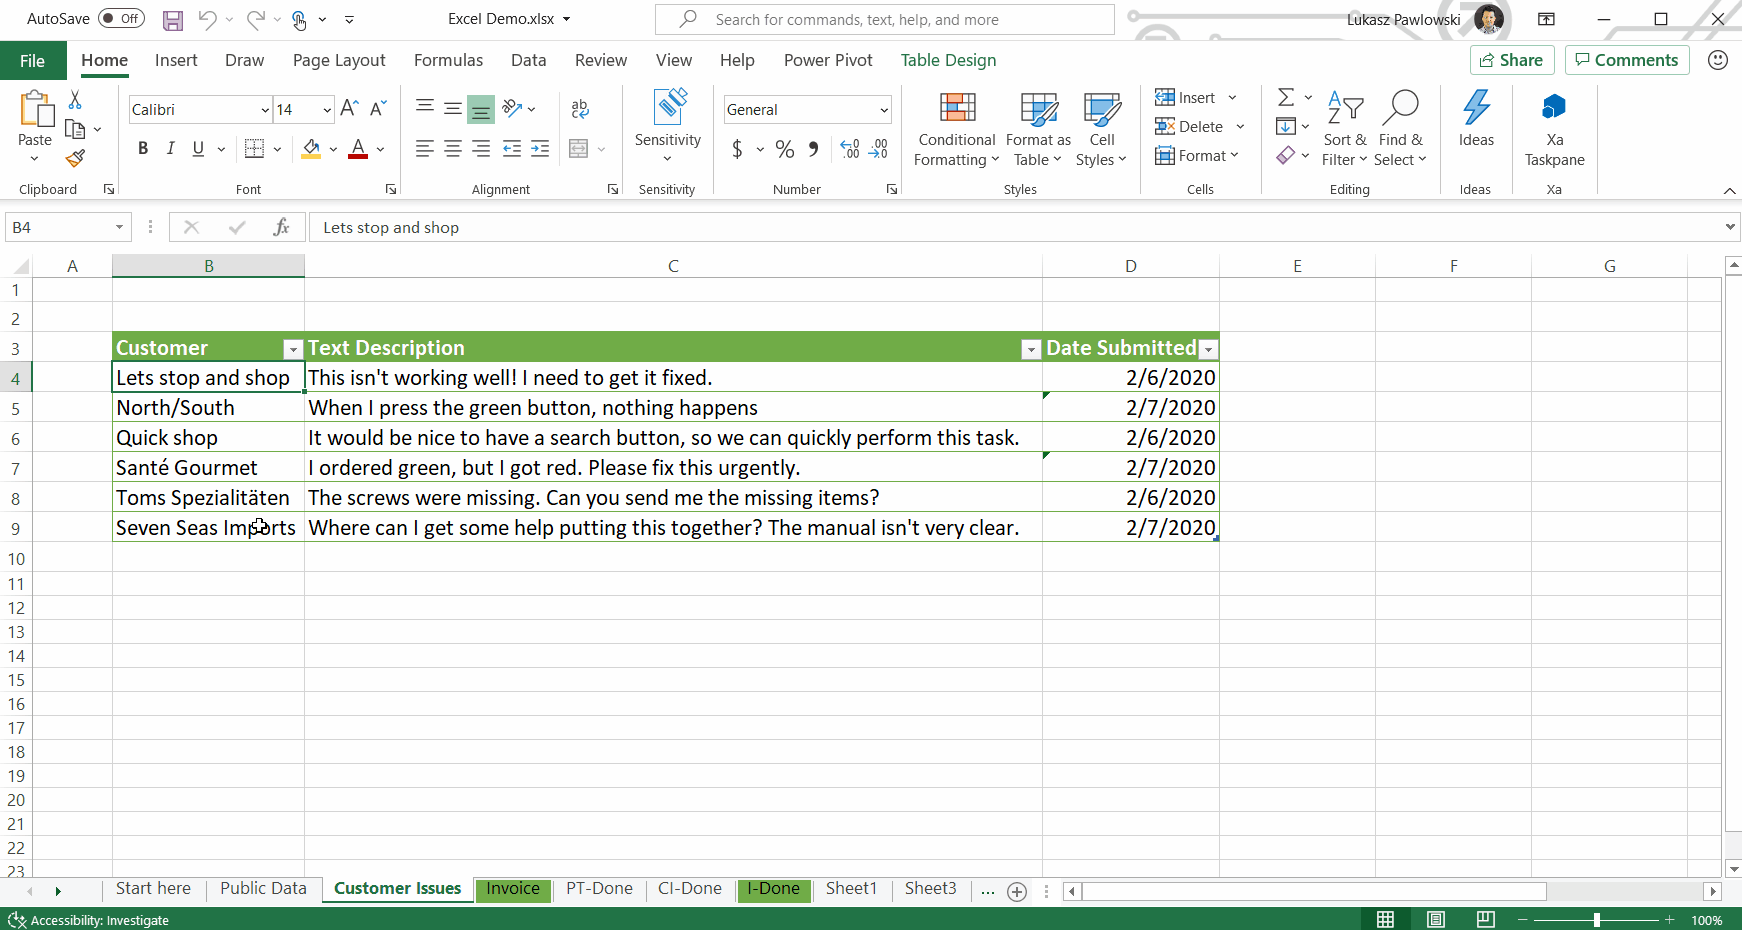 AutoSave Off Excel Demo.xlsx Search for commands, text, help, and more Lukasz Pawlowski
File Home Insert Draw Page Layout Formulas Data Review View Help Power Pivot Table Design Share Comments
Paste
Clipboard
Calibri 14
B I U A
Font
ab
Alignment
Sensitivity
Sensitivity
General
$ % , .00 .0
Number
Conditional Formatting
Format as Table
Cell Styles
Styles
Insert
Delete
Format
Cells
Sort & Filter
Find & Select
Editing
Ideas
Ideas
Xa Taskpane
Xa
B4 fx Lets stop and shop
A B C D E F G
1
2
3 Customer Text Description Date Submitted
4 Lets stop and shop This isn't working well! I need to get it fixed. 2/6/2020
5 North/South When I press the green button, nothing happens 2/7/2020
6 Quick shop It would be nice to have a search button, so we can quickly perform this task. 2/6/2020
7 Santé Gourmet I ordered green, but I got red. Please fix this urgently. 2/7/2020
8 Toms Spezialitäten The screws were missing. Can you send me the missing items? 2/6/2020
9 Seven Seas Imports Where can I get some help putting this together? The manual isn't very clear. 2/7/2020
10
11
12
13
14
15
16
17
18
19
20
21
22
23
Start here Public Data Customer Issues Invoice PT-Done CI-Done I-Done Sheet1 Sheet3 ...
Accessibility: Investigate 100%